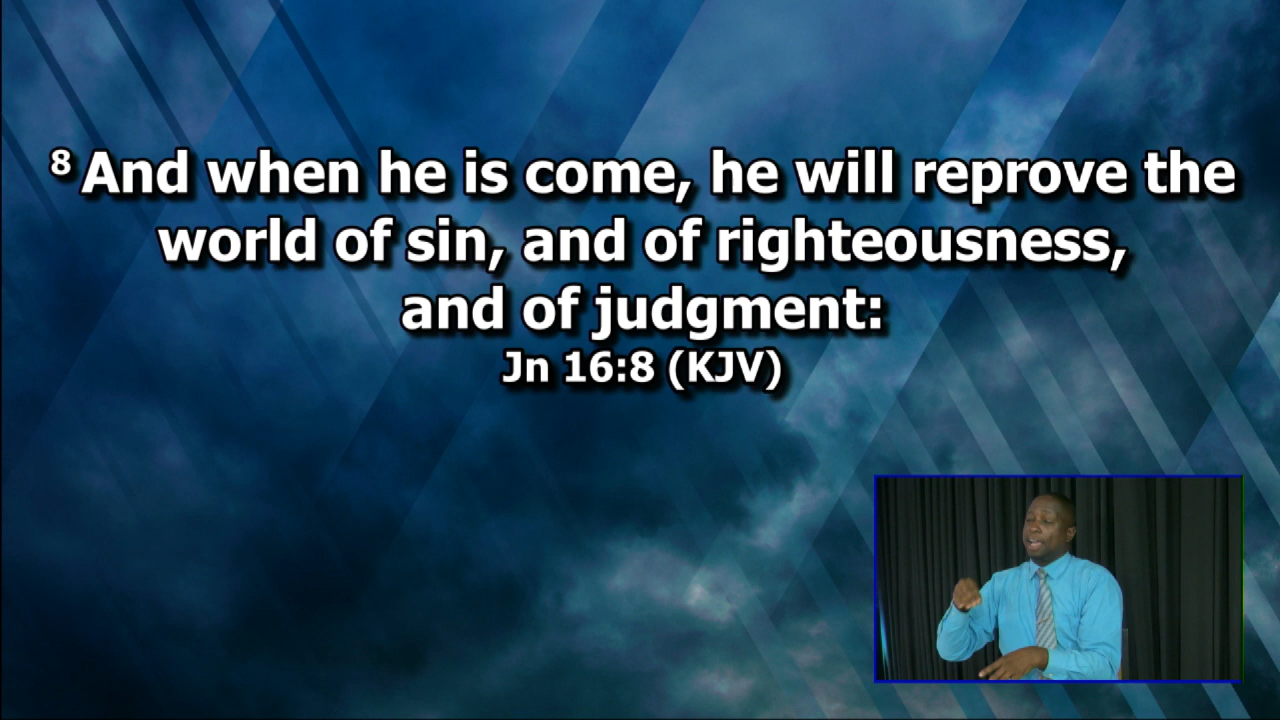 8 And when he is come, he will reprove the
world of sin, and of righteousness,
and of judgment:
Jn 16:8 (KJV)